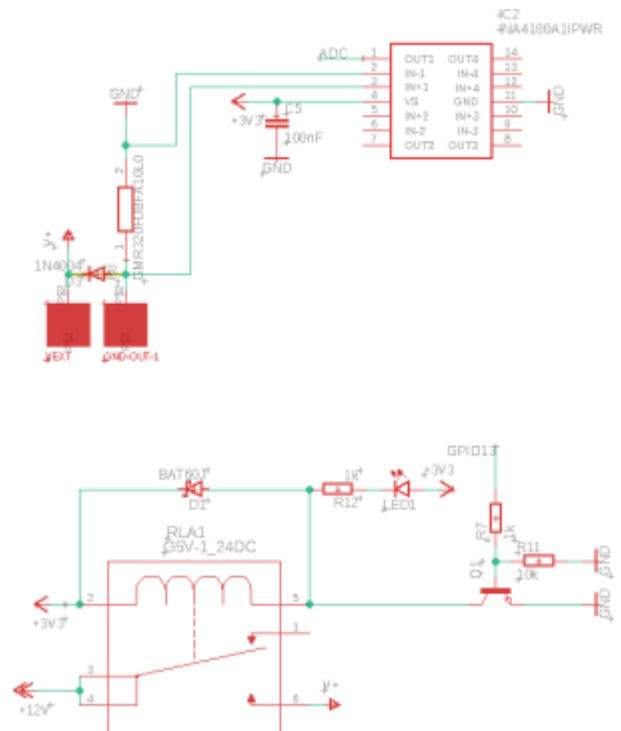 IC2
INA4180A1IPWR
ADC
1
OUT1
OUT4
14
2
IN-1
IN-4
13
3
IN+1
IN+4
12
4
VS
GND
11
5
IN+2
IN+3
10
6
IN-2
IN-3
9
7
OUT2
OUT3
8
GND
GND
+3V3
C5
100nF
GND
2
1
GMR320HJBFA10L0
V+
1N4004
D3
VEXT
GND-OUT-1
BAT60J
D1
1k
R12
LED1
+3V3
GPIO13
R7
1k
R11
10k
GND
Q1
GND
RLA1
G5V-1_24DC
2
5
+3V3
1
3
4
+12V
6
V+